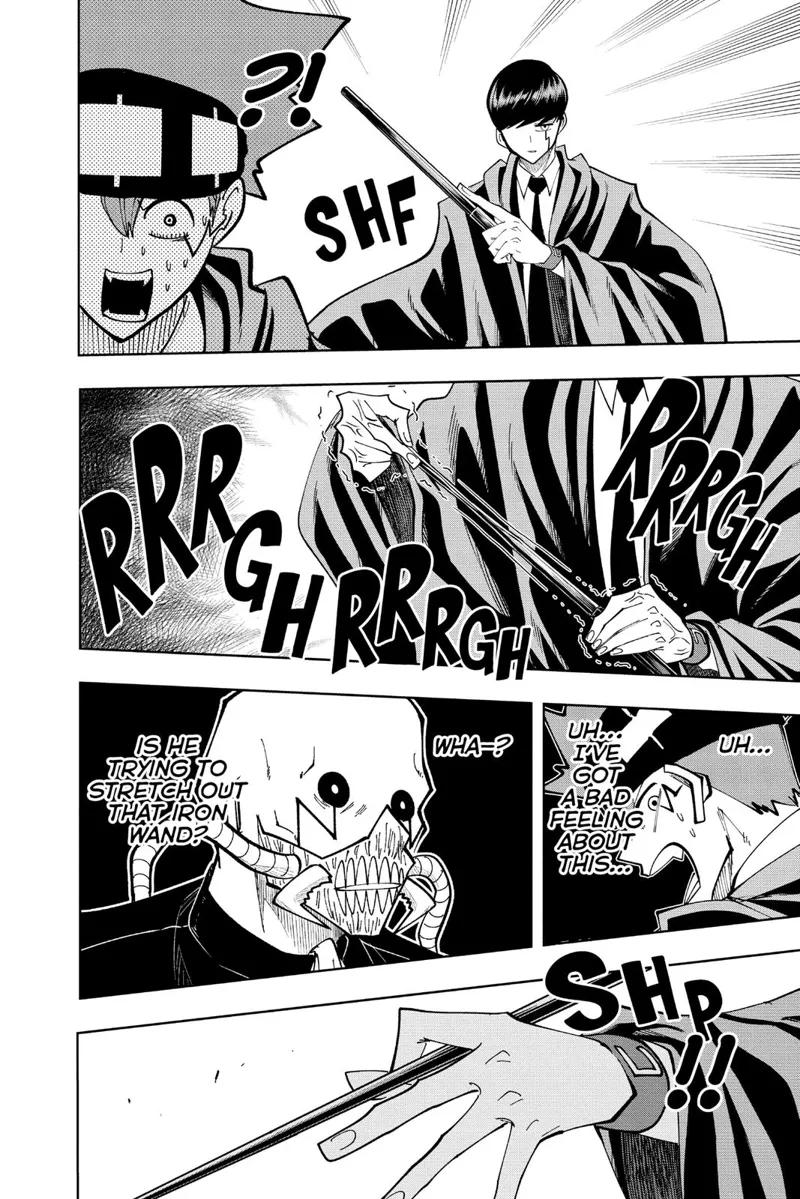 ?!
SHF
RRRGH
RRRGH
RRRGH
UH...
UH...
I'VE
GOT
A BAD
FEELING
ABOUT
THIS...
WHA-?
IS HE
TRYING TO
STRETCH OUT
THAT IRON
WAND?
SHP
!!